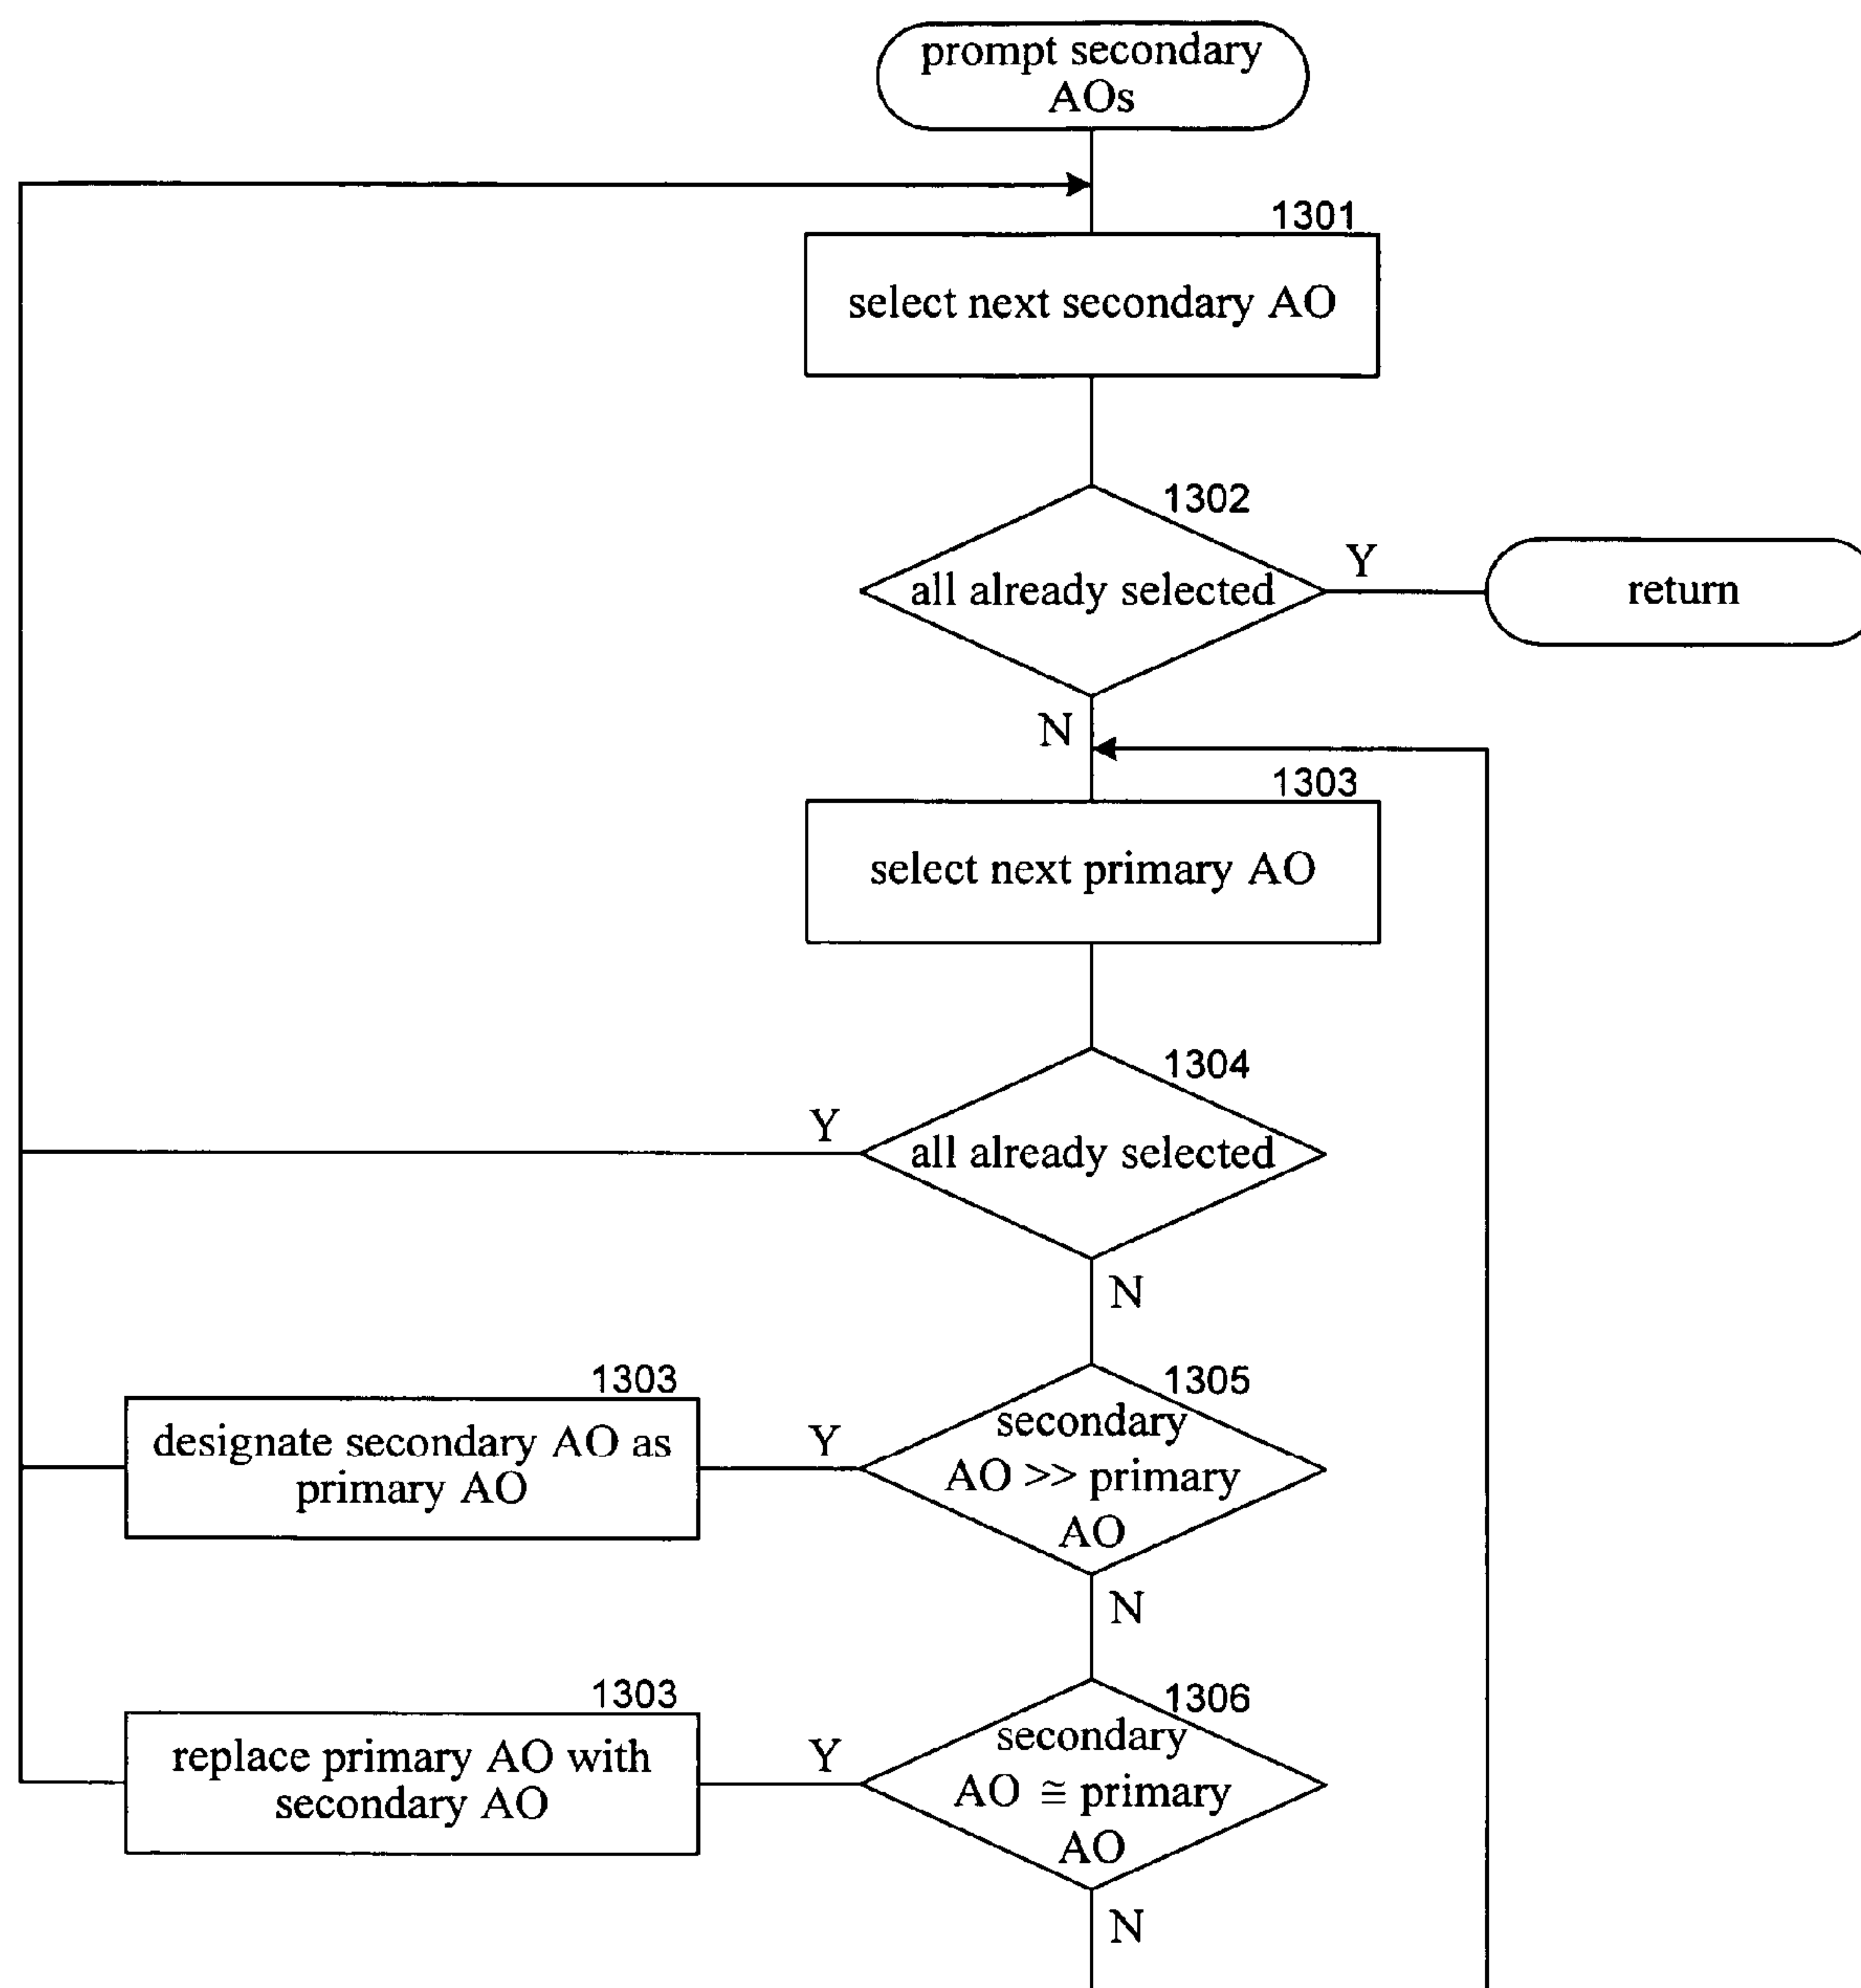 prompt secondary
AOs
1301
select next secondary AO
1302
all already selected
Y
return
N
1303
select next primary AO
1304
Y
all already selected
N
1303
designate secondary AO as
primary AO
Y
1305
secondary
AO >> primary
AO
N
1303
replace primary AO with
secondary AO
Y
1306
secondary
AO ≅ primary
AO
N